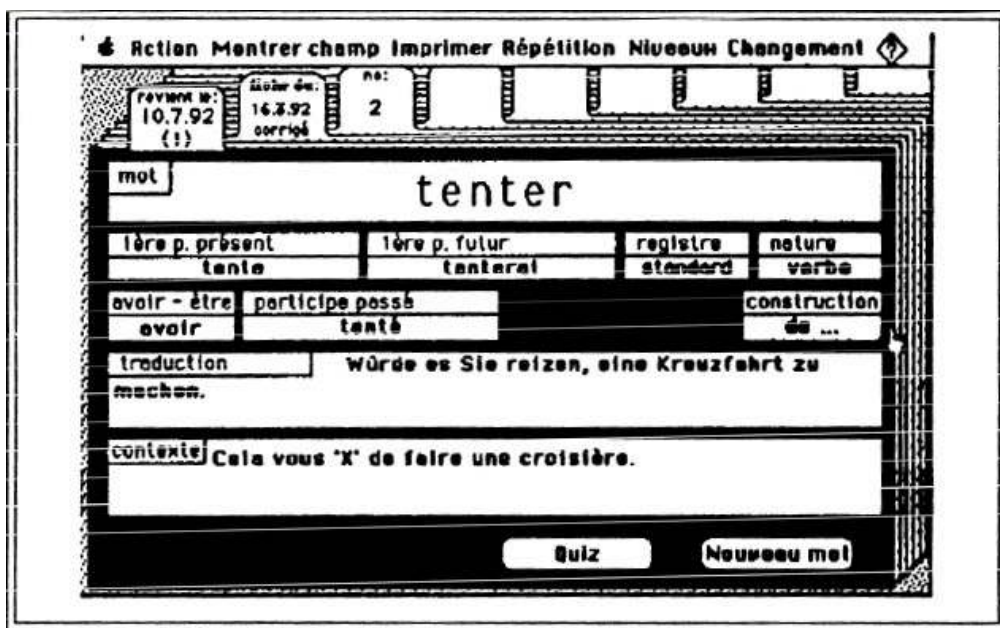 Action Montrer champ Imprimer Répétition Niveaux Changement ?
revient le: fiche du: no:
10.7.92 16.3.92 2
(!) corrigé
mot
tenter
1ère p. présent 1ère p. futur registre nature
tente tenterai standard verbe
avoir - être participe passé construction
avoir tenté de ...
traduction Würde es Sie reizen, eine Kreuzfahrt zu
machen.
contexte Cela vous "X" de faire une croisière.
Quiz Nouveau mot